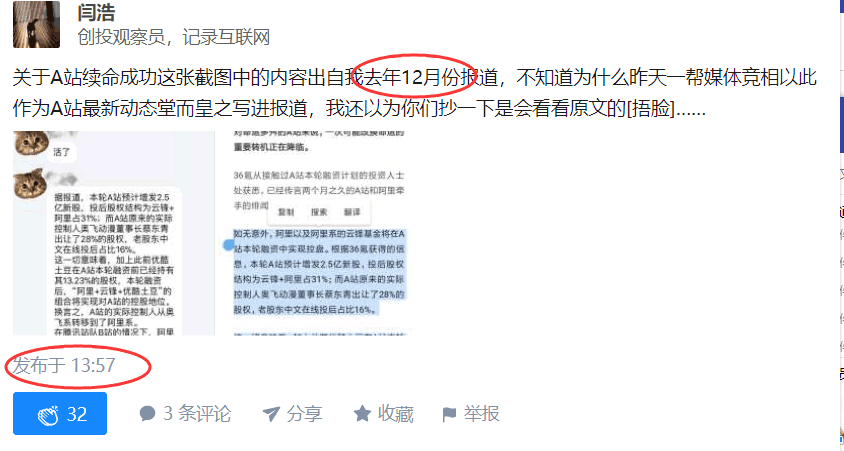 闫浩
创投观察员，记录互联网
关于A站续命成功这张截图中的内容出自我去年12月份报道，不知道为什么昨天一帮媒体竞相以此
作为A站最新动态堂而皇之写进报道，我还以为你们抄一下是会看看原文的[捂脸]……
活了
据报道，本轮A站预计增发2.5
亿新股，投后股权结构为云锋+
阿里占31%；而A站原来的实际
控制人奥飞动漫董事长蔡东青
出让了28%的股权，老股东中
文在线投后占比16%。
这一切意味着，加上此前优酷
土豆在A站本轮融资前已经持有
其13.23%的股权，本轮融资
后，“阿里+云锋+优酷土豆”的
组合将实现对A站的控股地位。
换言之，A站的实际控制人从奥
飞系转移到了阿里系。
在腾讯站队B站的情况下，阿里
对命运多舛的A站来说，一次可能改换命运的
重要转机正在降临。
36氪从接触过A站本轮融资计划的投资人士
处获悉，已经传言两个月之久的A站和阿里牵
手的绯闻
复制 搜索 翻译
如无意外，阿里以及阿里系的云锋基金将在A
站本轮融资中实现控盘。根据36氪获得的信
息，本轮A站预计增发2.5亿新股，投后股权
结构为云锋+阿里占31%；而A站原来的实际
控制人奥飞动漫董事长蔡东青出让了28%的
股权，老股东中文在线投后占比16%。
发布于 13:57
32 3 条评论 分享 收藏 举报